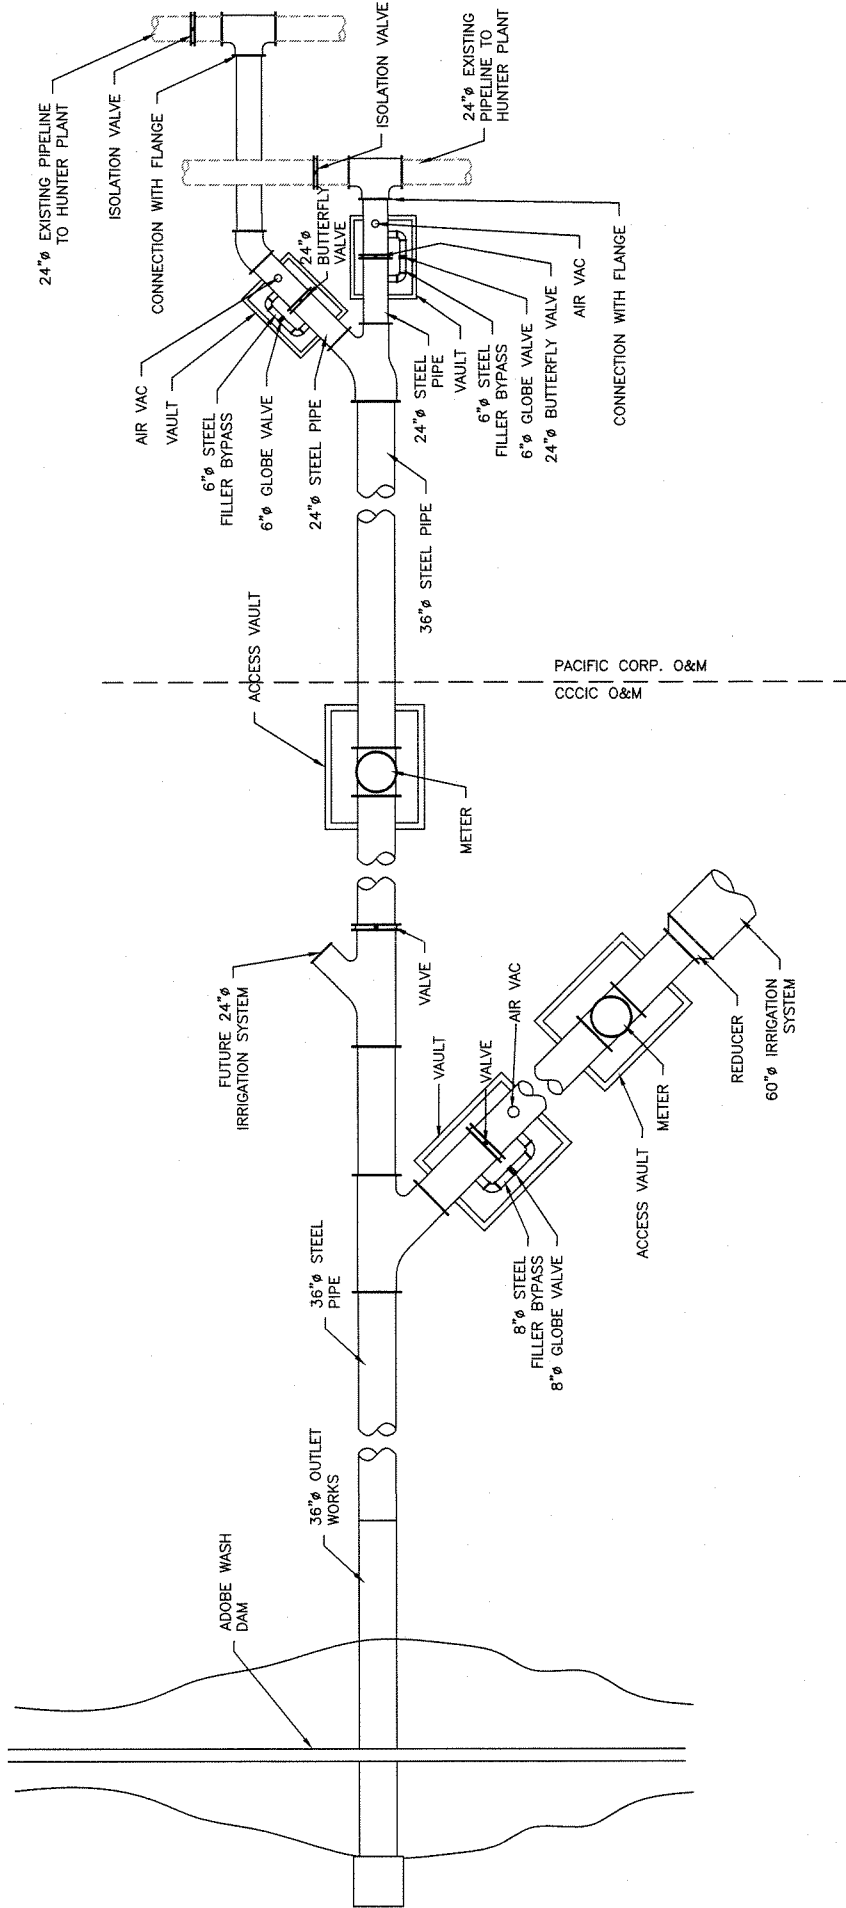 24"ø EXISTING PIPELINE
TO HUNTER PLANT
ISOLATION VALVE
CONNECTION WITH FLANGE
AIR VAC
VAULT
6"ø STEEL
FILLER BYPASS
6"ø GLOBE VALVE
24"ø STEEL PIPE
24"ø
BUTTERFLY
VALVE
ISOLATION VALVE
24"ø EXISTING
PIPELINE TO
HUNTER PLANT
24"ø STEEL
PIPE
VAULT
6"ø STEEL
FILLER BYPASS
6"ø GLOBE VALVE
24"ø BUTTERFLY VALVE
AIR VAC
CONNECTION WITH FLANGE
36"ø STEEL PIPE
ACCESS VAULT
PACIFIC CORP. O&M
CCCIC O&M
METER
FUTURE 24"ø
IRRIGATION SYSTEM
VALVE
VAULT
VALVE
AIR VAC
8"ø STEEL
FILLER BYPASS
8"ø GLOBE VALVE
ACCESS VAULT
METER
REDUCER
60"ø IRRIGATION
SYSTEM
36"ø STEEL
PIPE
36"ø OUTLET
WORKS
ADOBE WASH
DAM